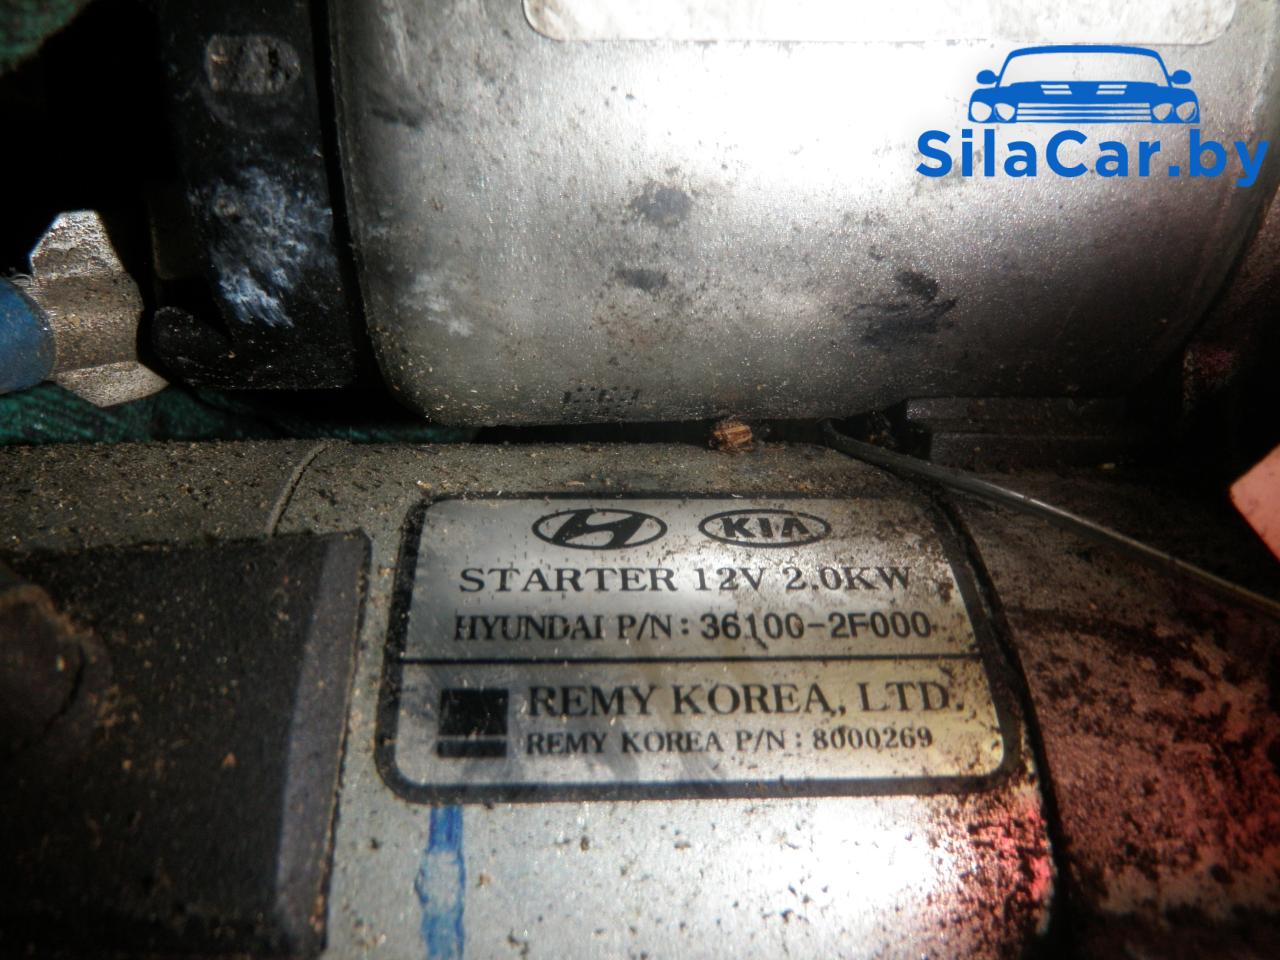 SilaCar.by
KIA
STARTER 12V 2.0KW
HYUNDAI P/N: 36100-2F000
REMY KOREA, LTD.
REMY KOREA P/N : 8000269